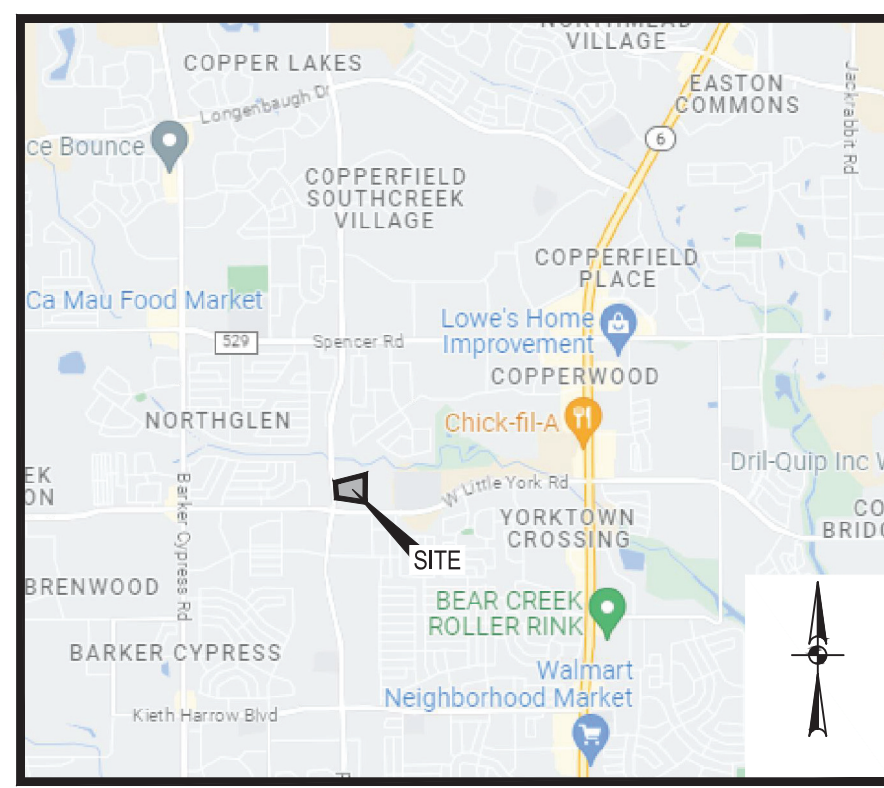 NORTHMEAD
VILLAGE
COPPER LAKES
EASTON
COMMONS
Longenbaugh Dr
Jackrabbit Rd
6
ce Bounce
COPPERFIELD
SOUTHCREEK
VILLAGE
COPPERFIELD
PLACE
Ca Mau Food Market
Lowe's Home
Improvement
529
Spencer Rd
COPPERWOOD
NORTHGLEN
Chick-fil-A
Dril-Quip Inc
EK
ON
Barker Cypress Rd
W Little York Rd
YORKTOWN
CROSSING
CO
BRIDG
SITE
BRENWOOD
BEAR CREEK
ROLLER RINK
BARKER CYPRESS
Walmart
Neighborhood Market
Kieth Harrow Blvd